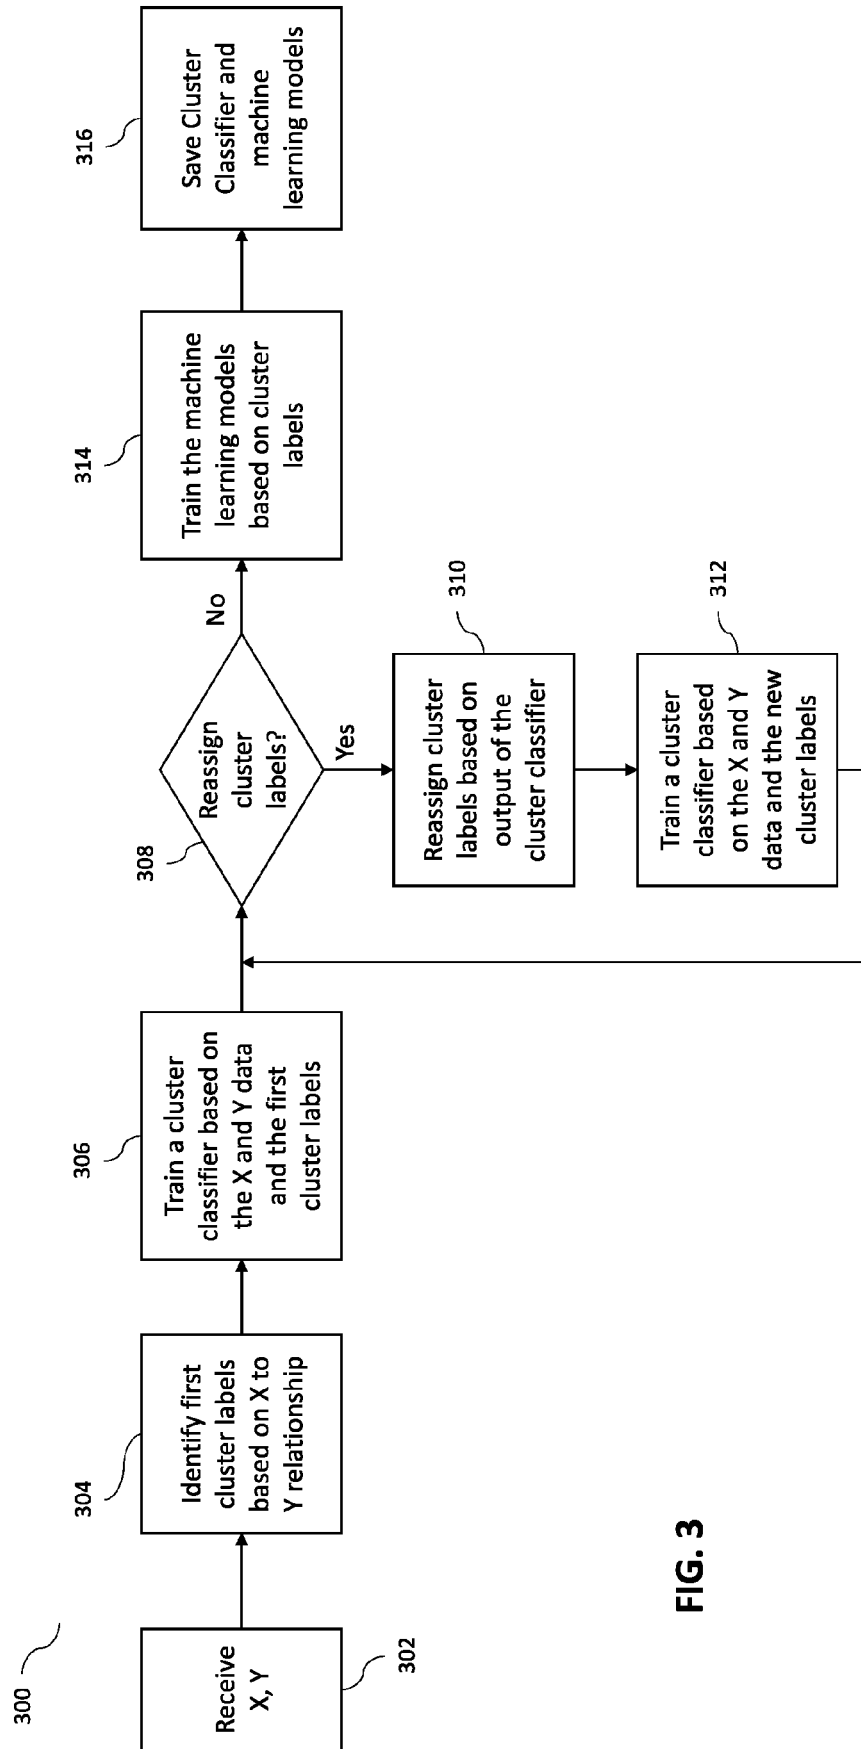 300
Receive
X, Y
302
304
Identify first
cluster labels
based on X to
Y relationship
306
Train a cluster
classifier based on
the X and Y data
and the first
cluster labels
308
Reassign
cluster
labels?
No
Yes
310
Reassign cluster
labels based on
output of the
cluster classifier
312
Train a cluster
classifier based
on the X and Y
data and the new
cluster labels
314
Train the machine
learning models
based on cluster
labels
316
Save Cluster
Classifier and
machine
learning models
FIG. 3